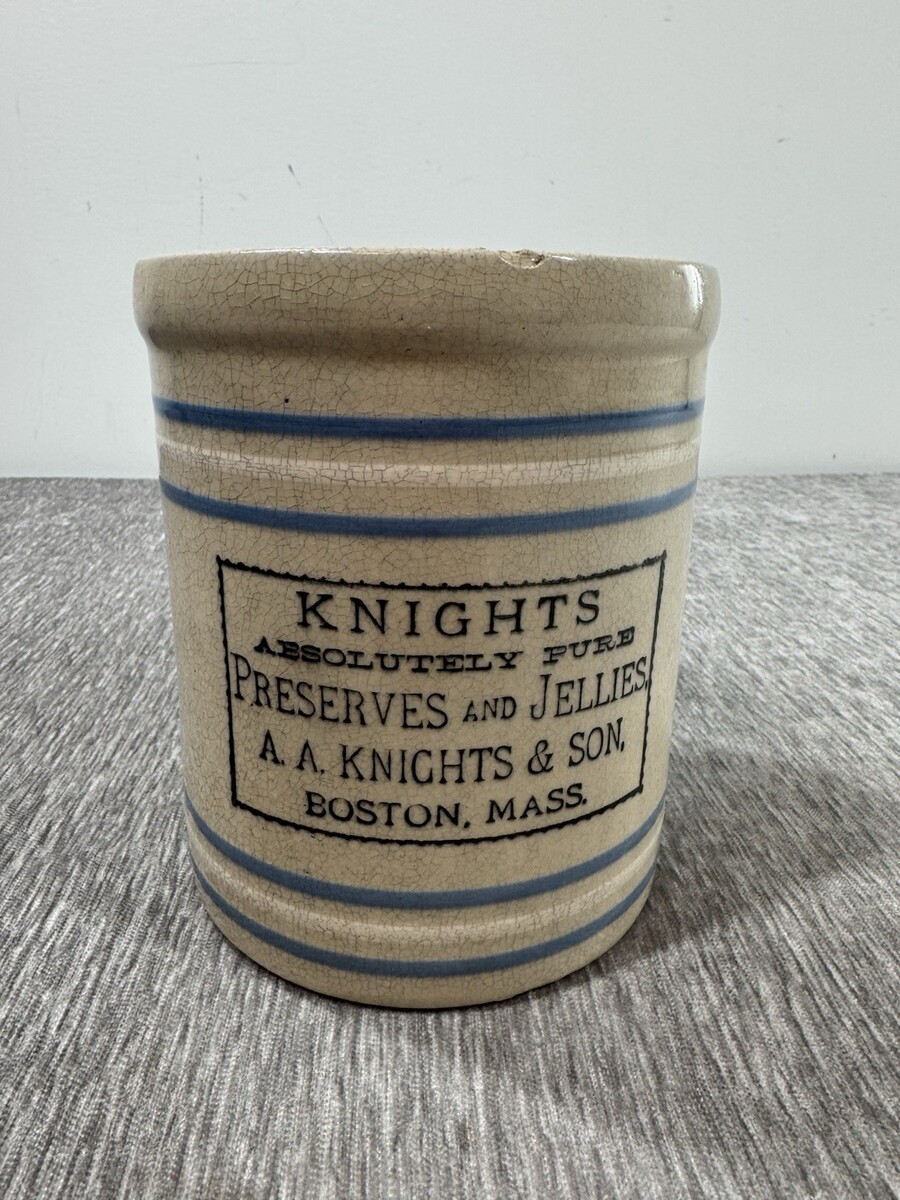 KNIGHTS
ABSOLUTELY PURE
PRESERVES AND JELLIES,
A. A. KNIGHTS & SON,
BOSTON, MASS.